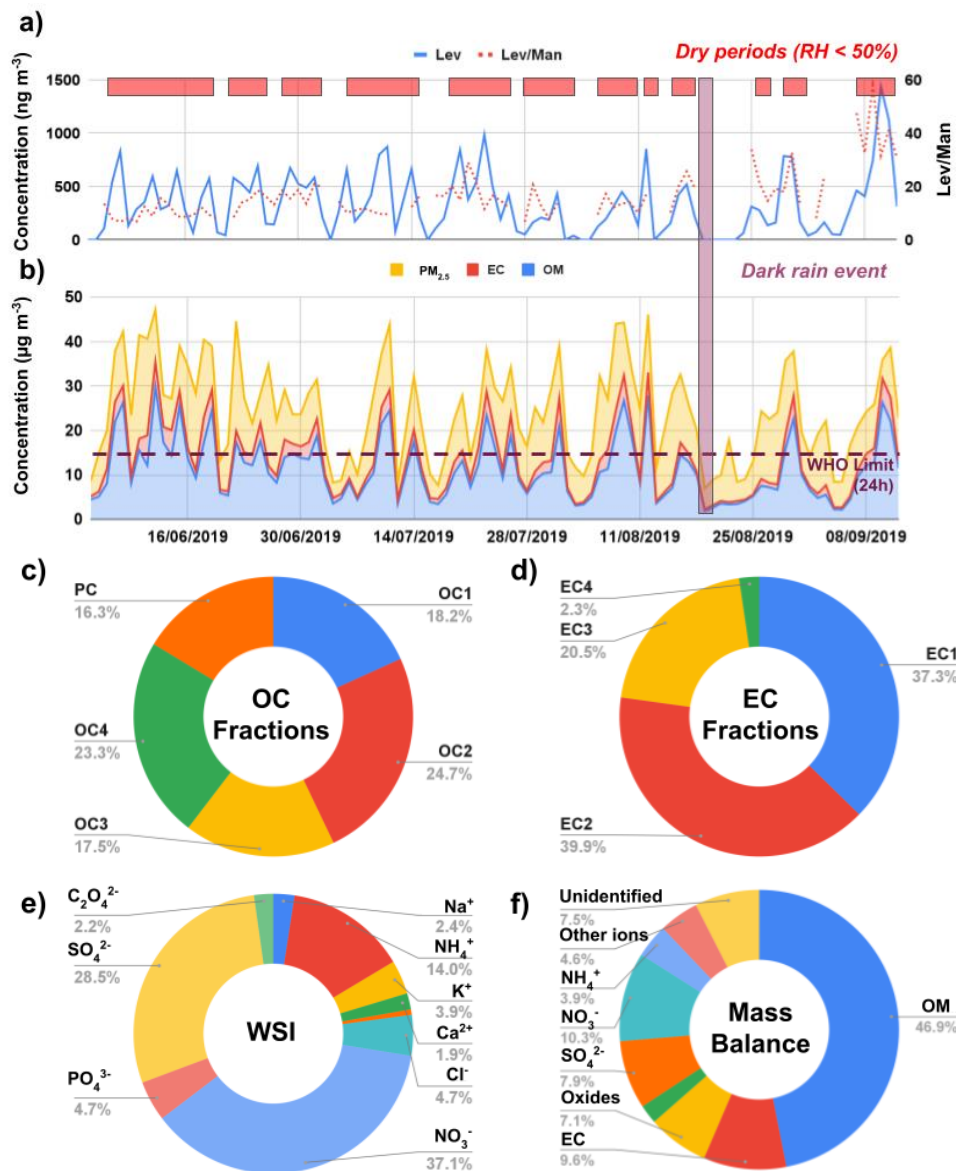 a)
Lev Lev/Man
Dry periods (RH < 50%)
Concentration (ng m⁻³)
1500
1000
500
0
60
40
20
0
Lev/Man
b)
PM₂.₅ EC OM
Dark rain event
Concentration (µg m⁻³)
50
40
30
20
10
0
WHO Limit
(24h)
16/06/2019 30/06/2019 14/07/2019 28/07/2019 11/08/2019 25/08/2019 08/09/2019
c)
PC
16.3%
OC1
18.2%
OC4
23.3%
OC2
24.7%
OC3
17.5%
OC
Fractions
d)
EC4
2.3%
EC3
20.5%
EC1
37.3%
EC2
39.9%
EC
Fractions
e)
C₂O₄²⁻
2.2%
SO₄²⁻
28.5%
PO₄³⁻
4.7%
Na⁺
2.4%
NH₄⁺
14.0%
K⁺
3.9%
Ca²⁺
1.9%
Cl⁻
4.7%
NO₃⁻
37.1%
WSI
f)
Unidentified
7.5%
Other ions
4.6%
NH₄⁺
3.9%
NO₃⁻
10.3%
SO₄²⁻
7.9%
Oxides
7.1%
EC
9.6%
OM
46.9%
Mass
Balance